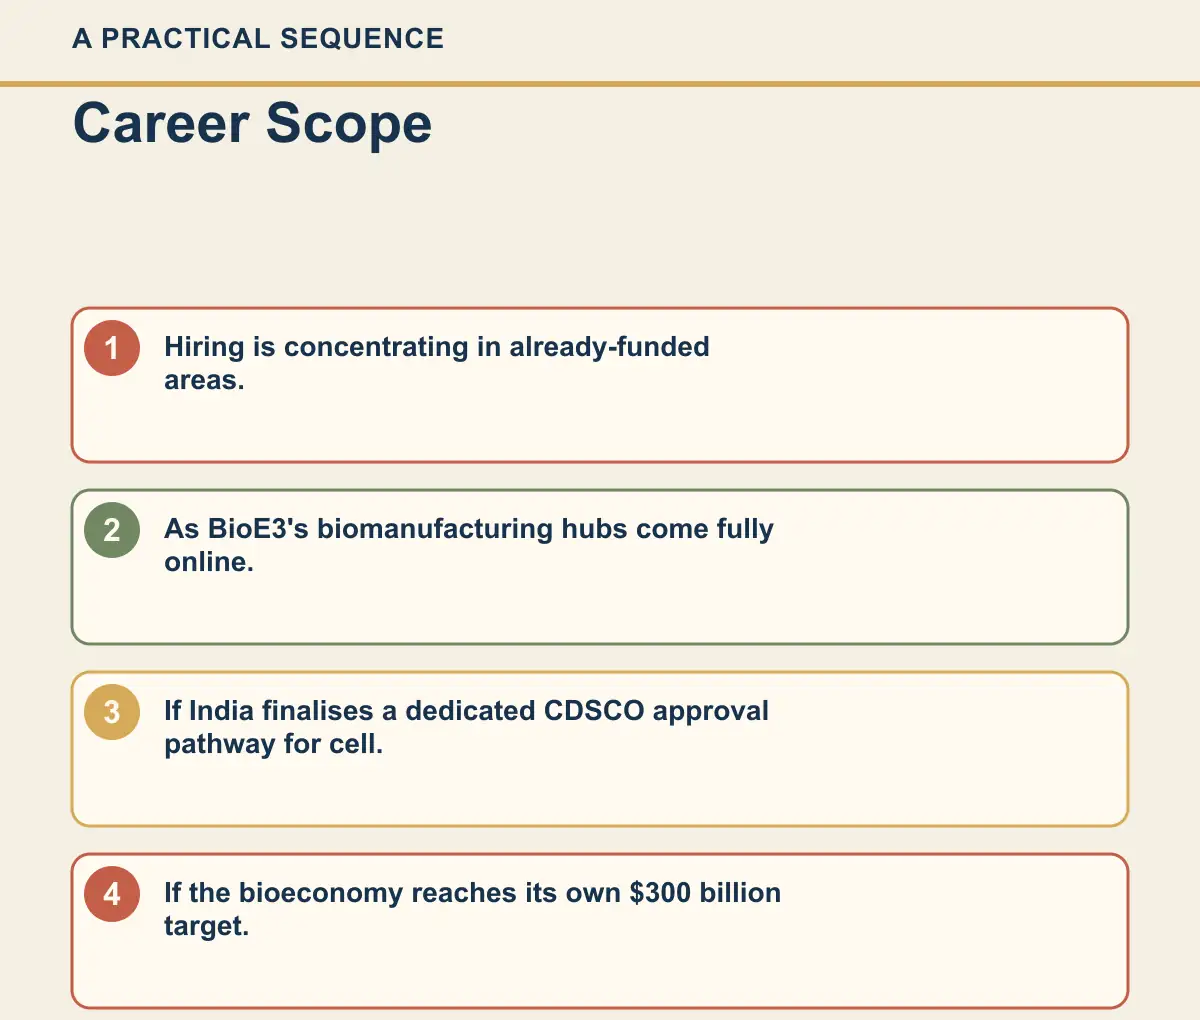 A PRACTICAL SEQUENCE
Career Scope
1
Hiring is concentrating in already-funded
areas.
2
As BioE3's biomanufacturing hubs come fully
online.
3
If India finalises a dedicated CDSCO approval
pathway for cell.
4
If the bioeconomy reaches its own $300 billion
target.